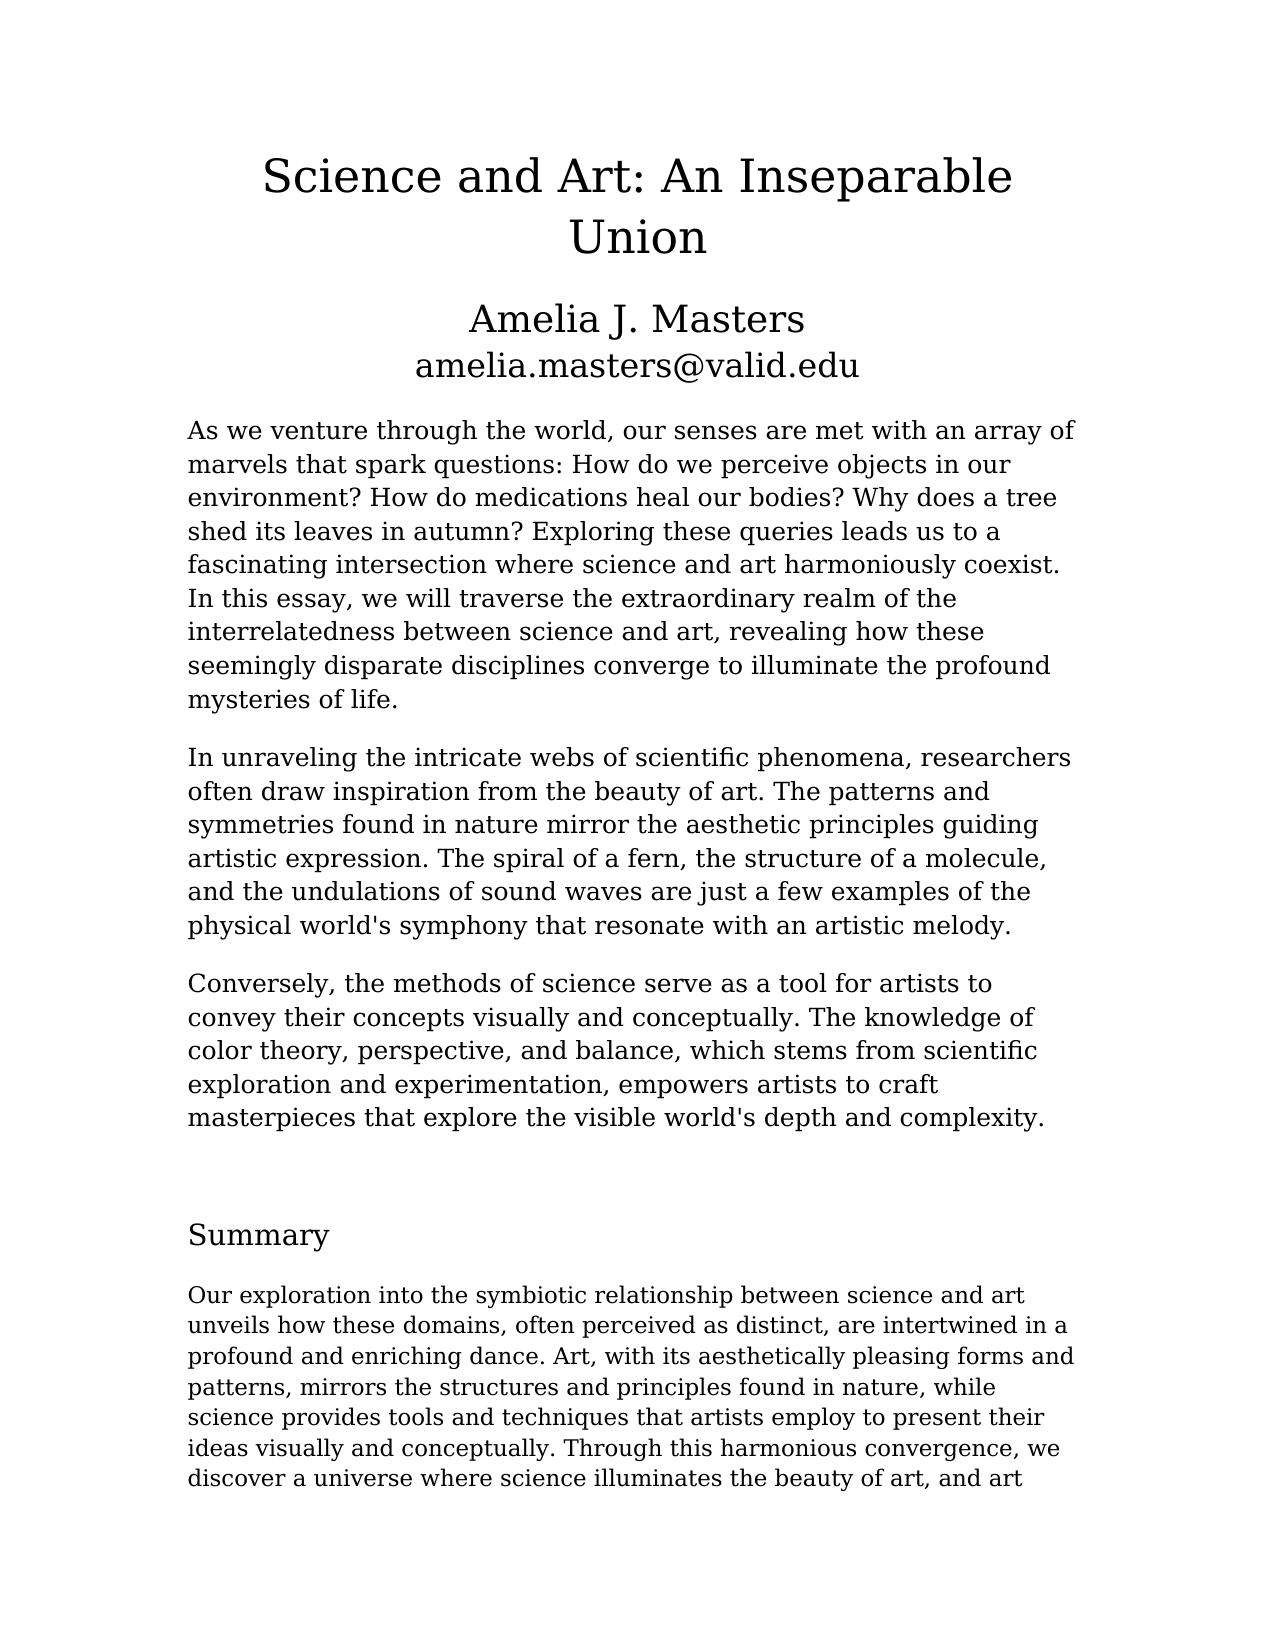 Science and Art: An Inseparable
Union
Amelia J. Masters
amelia.masters@valid.edu
As we venture through the world, our senses are met with an array of
marvels that spark questions: How do we perceive objects in our
environment? How do medications heal our bodies? Why does a tree
shed its leaves in autumn? Exploring these queries leads us to a
fascinating intersection where science and art harmoniously coexist.
In this essay, we will traverse the extraordinary realm of the
interrelatedness between science and art, revealing how these
seemingly disparate disciplines converge to illuminate the profound
mysteries of life.
In unraveling the intricate webs of scientific phenomena, researchers
often draw inspiration from the beauty of art. The patterns and
symmetries found in nature mirror the aesthetic principles guiding
artistic expression. The spiral of a fern, the structure of a molecule,
and the undulations of sound waves are just a few examples of the
physical world's symphony that resonate with an artistic melody.
Conversely, the methods of science serve as a tool for artists to
convey their concepts visually and conceptually. The knowledge of
color theory, perspective, and balance, which stems from scientific
exploration and experimentation, empowers artists to craft
masterpieces that explore the visible world's depth and complexity.
Summary
Our exploration into the symbiotic relationship between science and art
unveils how these domains, often perceived as distinct, are intertwined in a
profound and enriching dance. Art, with its aesthetically pleasing forms and
patterns, mirrors the structures and principles found in nature, while
science provides tools and techniques that artists employ to present their
ideas visually and conceptually. Through this harmonious convergence, we
discover a universe where science illuminates the beauty of art, and art